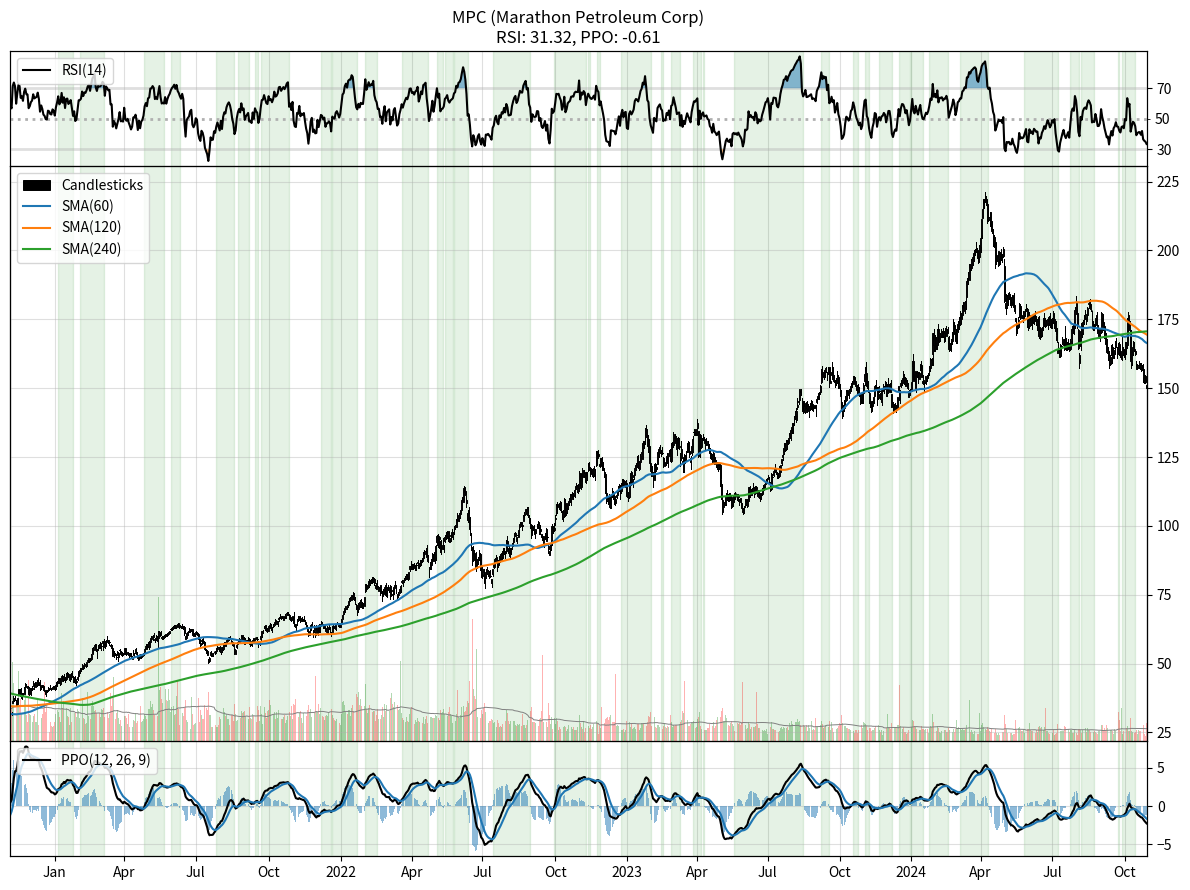 MPC (Marathon Petroleum Corp)
RSI: 31.32, PPO: -0.61
RSI(14)
70
50
30
Candlesticks
SMA(60)
SMA(120)
SMA(240)
225
200
175
150
125
100
75
50
25
PPO(12, 26, 9)
5
0
−5
Jan Apr Jul Oct 2022 Apr Jul Oct 2023 Apr Jul Oct 2024 Apr Jul Oct